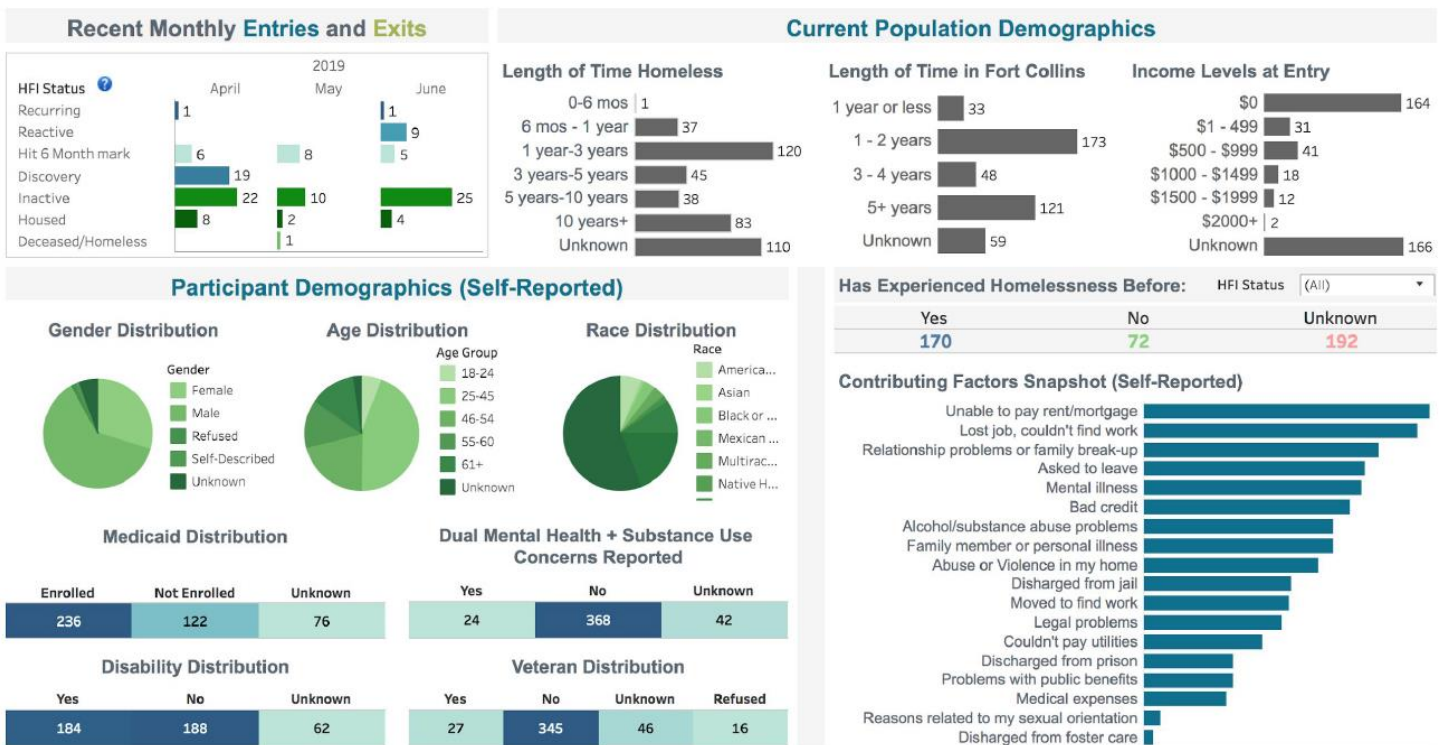 Recent Monthly Entries and Exits
2019
HFI Status ? April May June
Recurring 1 1
Reactive 9
Hit 6 Month mark 6 8 5
Discovery 19
Inactive 22 10 25
Housed 8 2 4
Deceased/Homeless 1
Current Population Demographics
Length of Time Homeless
0-6 mos 1
6 mos - 1 year 37
1 year-3 years 120
3 years-5 years 45
5 years-10 years 38
10 years+ 83
Unknown 110
Length of Time in Fort Collins
1 year or less 33
1 - 2 years 173
3 - 4 years 48
5+ years 121
Unknown 59
Income Levels at Entry
$0 164
$1 - 499 31
$500 - $999 41
$1000 - $1499 18
$1500 - $1999 12
$2000+ 2
Unknown 166
Participant Demographics (Self-Reported)
Gender Distribution
Gender
Female
Male
Refused
Self-Described
Unknown
Age Distribution
Age Group
18-24
25-45
46-54
55-60
61+
Unknown
Race Distribution
Race
America...
Asian
Black or ...
Mexican ...
Multirac...
Native H...
Medicaid Distribution
Enrolled Not Enrolled Unknown
236 122 76
Dual Mental Health + Substance Use
Concerns Reported
Yes No Unknown
24 368 42
Disability Distribution
Yes No Unknown
184 188 62
Veteran Distribution
Yes No Unknown Refused
27 345 46 16
Has Experienced Homelessness Before: HFI Status (All)
Yes No Unknown
170 72 192
Contributing Factors Snapshot (Self-Reported)
Unable to pay rent/mortgage
Lost job, couldn't find work
Relationship problems or family break-up
Asked to leave
Mental illness
Bad credit
Alcohol/substance abuse problems
Family member or personal illness
Abuse or Violence in my home
Disharged from jail
Moved to find work
Legal problems
Couldn't pay utilities
Discharged from prison
Problems with public benefits
Medical expenses
Reasons related to my sexual orientation
Disharged from foster care